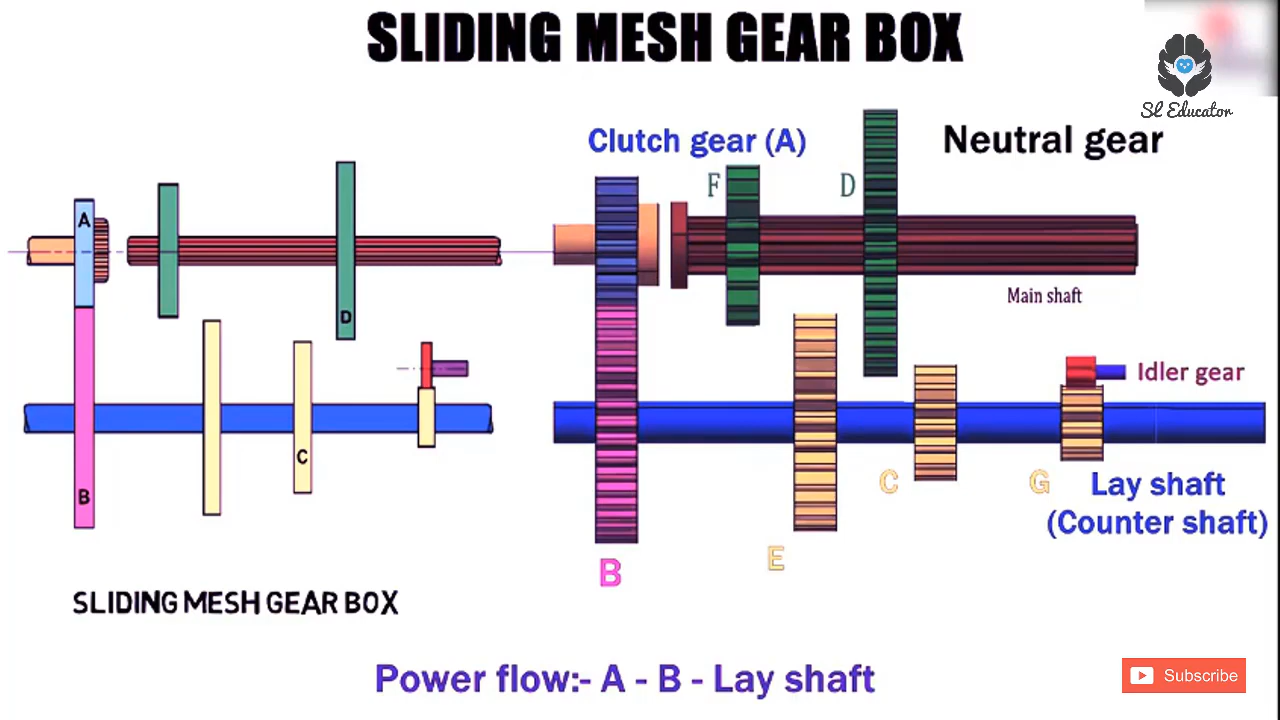 SLIDING MESH GEAR BOX
SL Educator
Clutch gear (A)
Neutral gear
F
D
A
Main shaft
D
Idler gear
C
B
C
G
Lay shaft
(Counter shaft)
E
B
SLIDING MESH GEAR BOX
Power flow:- A - B - Lay shaft
Subscribe